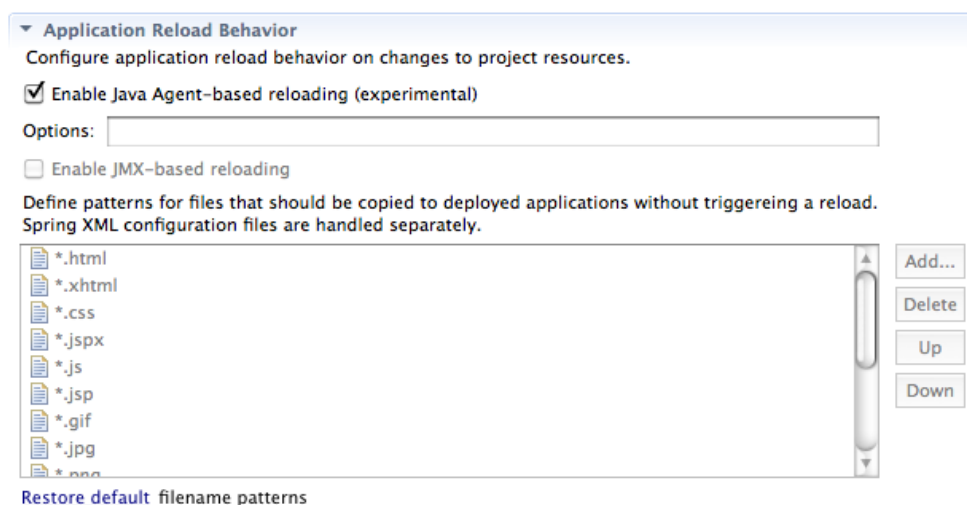 Application Reload Behavior
Configure application reload behavior on changes to project resources.
Enable Java Agent-based reloading (experimental)
Options:
Enable JMX-based reloading
Define patterns for files that should be copied to deployed applications without triggereing a reload.
Spring XML configuration files are handled separately.
*.html
*.xhtml
*.css
*.jspx
*.js
*.jsp
*.gif
*.jpg
*.png
Add...
Delete
Up
Down
Restore default filename patterns